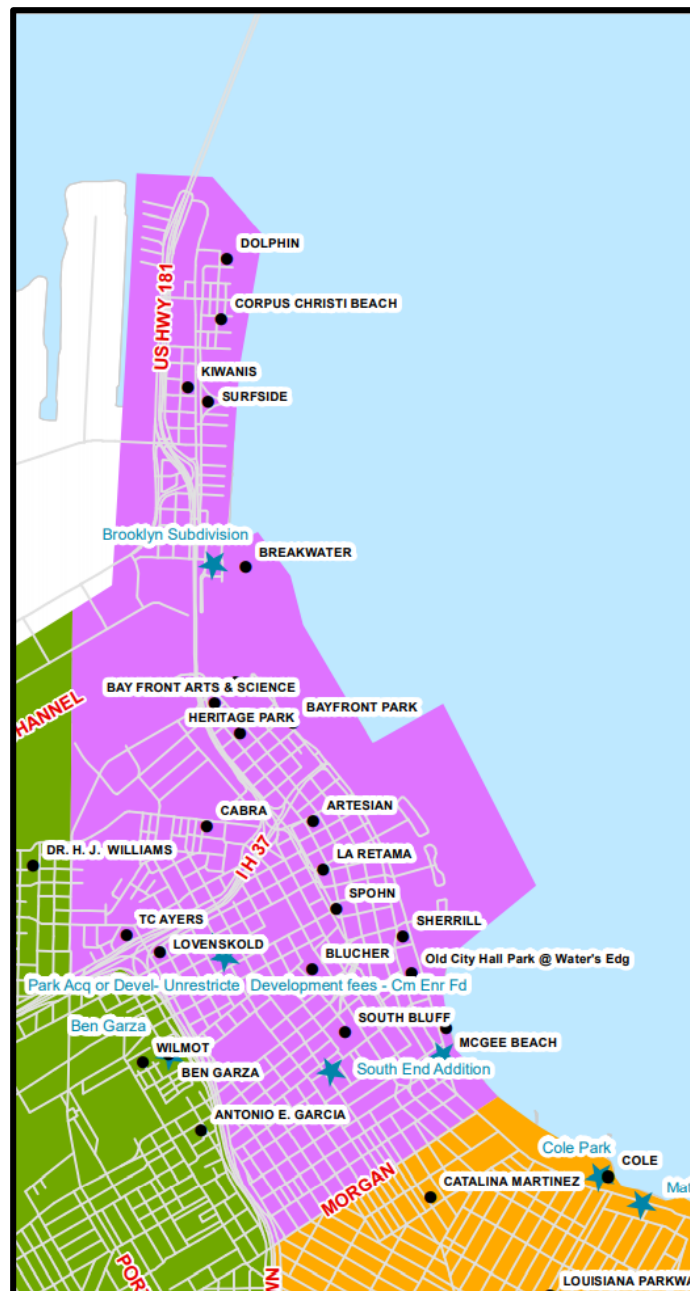 DOLPHIN
US HWY 181
CORPUS CHRISTI BEACH
KIWANIS
SURFSIDE
Brooklyn Subdivision
BREAKWATER
BAY FRONT ARTS & SCIENCE
HANNEL
HERITAGE PARK
BAYFRONT PARK
CABRA
ARTESIAN
I H 37
DR. H. J. WILLIAMS
LA RETAMA
SPOHN
TC AYERS
SHERRILL
LOVENSKOLD
BLUCHER
Old City Hall Park @ Water's Edg
Park Acq or Devel- Unrestricte
Development fees - Cm Enr Fd
Ben Garza
SOUTH BLUFF
MCGEE BEACH
WILMOT
BEN GARZA
South End Addition
ANTONIO E. GARCIA
Cole Park
COLE
MORGAN
CATALINA MARTINEZ
Mat
POR
WN
LOUISIANA PARKWA